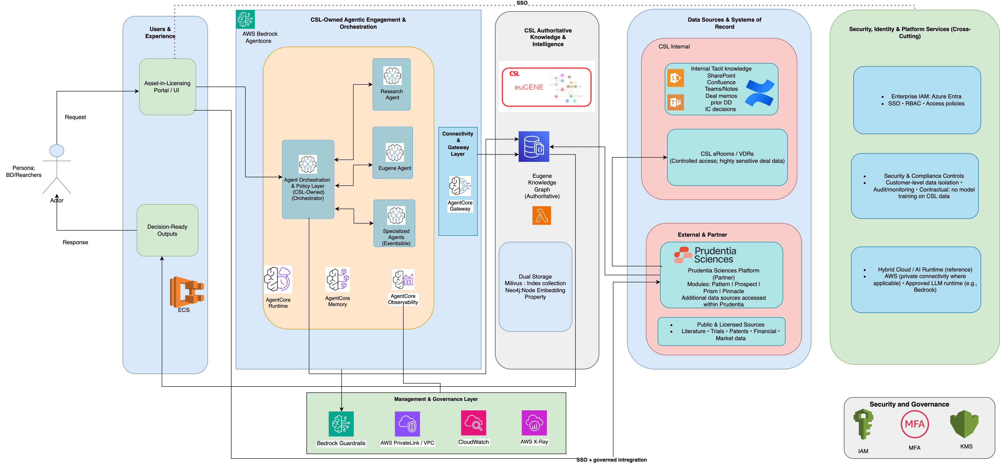 SSO
Users &
Experience
Asset-in-Licensing
Portal / UI
Request
Persona:
BD/Rearchers
Actor
Response
Decision-Ready
Outputs
ECS
CSL-Owned Agentic Engagement &
Orchestration
AWS Bedrock
Agentcore
Research
Agent
Eugene Agent
Agent Orchestration
& Policy Layer
(CSL-Owned)
(Orchestrator)
Specialized
Agents
(Exentisible)
AgentCore
Runtime
AgentCore
Memory
AgentCore
Observability
Connectivity
&
Gateway
Layer
AgentCore
Gateway
CSL Authoritative
Knowledge &
Intelligence
CSL
euGENE
Eugene
Knowledge
Graph
(Authoritative)
Dual Storage
Milivus : Index collection
Neo4j:Node Embedding
Property
Data Sources & Systems of
Record
CSL Internal
Internal Tacit knowledge
SharePoint
Confluence
Teams/Notes
Deal memos
prior DD
IC decisions
CSL eRooms / VDRs
(Controlled access; highly sensitive deal data)
External & Partner
Prudentia
Sciences
Prudentia Sciences Platform
(Partner)
Modules: Pattern | Prospect |
Prism | Pinnacle
Additional data sources accessed
within Prudentia
• Public & Licensed Sources
• Literature • Trials • Patents • Financial •
Market data
Security, Identity & Platform Services (Cross-
Cutting)
• Enterprise IAM: Azure Entra
• SSO • RBAC • Access policies
• Security & Compliance Controls
• Customer-level data isolation •
Audit/monitoring • Contractual: no model
training on CSL data
• Hybrid Cloud / AI Runtime (reference)
• AWS (private connectivity where
applicable) • Approved LLM runtime (e.g.,
Bedrock)
Management & Governance Layer
Bedrock Guardrails
AWS PrivateLink / VPC
CloudWatch
AWS X-Ray
SSO + governed intregration
Security and Governance
IAM
MFA
MFA
KMS